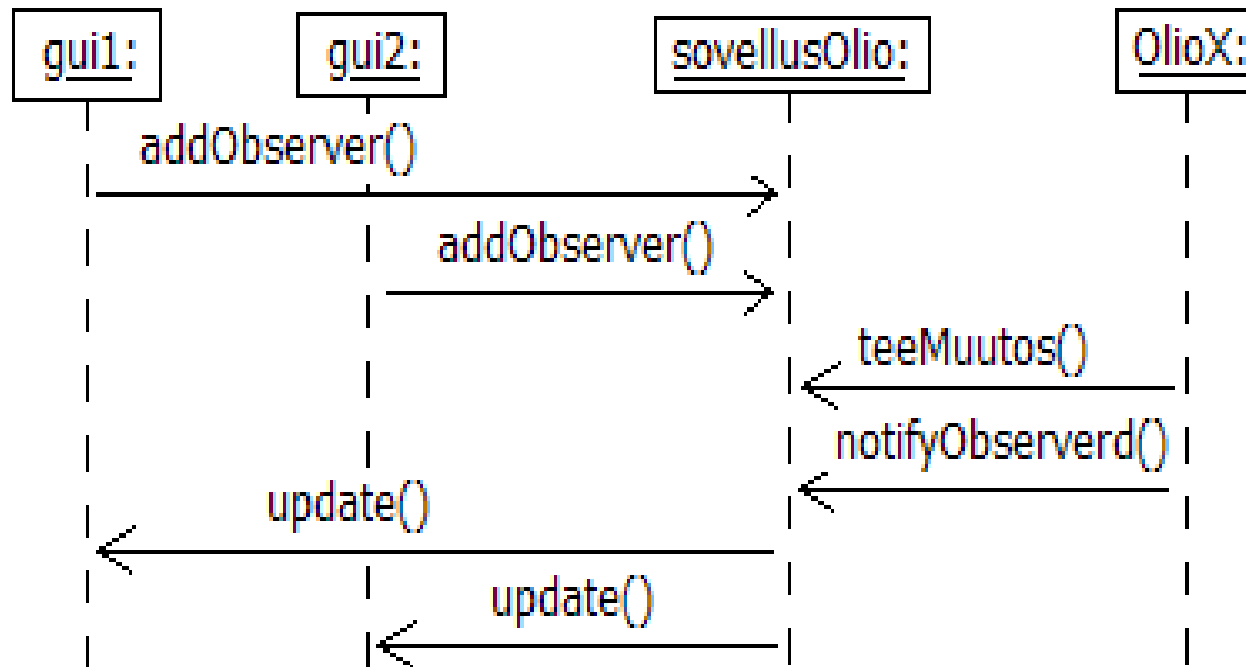 gui1:
gui2:
sovellusOlio:
OlioX:
addObserver()
addObserver()
teeMuutos()
notifyObserverd()
update()
update()